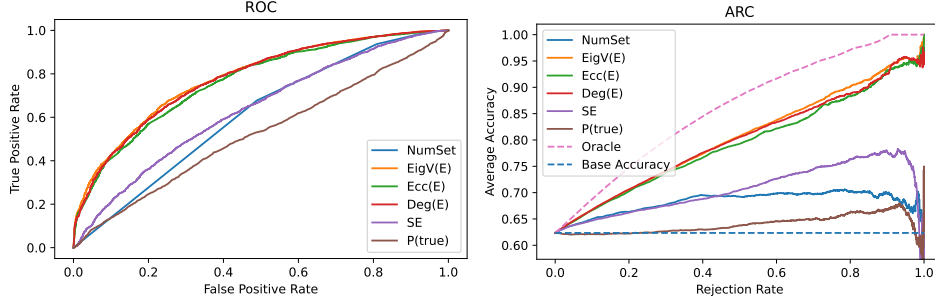 ROC
True Positive Rate
1.0
0.8
0.6
0.4
0.2
0.0
NumSet
EigV(E)
Ecc(E)
Deg(E)
SE
P(true)
0.0 0.2 0.4 0.6 0.8 1.0
False Positive Rate
ARC
Average Accuracy
1.00
0.95
0.90
0.85
0.80
0.75
0.70
0.65
0.60
NumSet
EigV(E)
Ecc(E)
Deg(E)
SE
P(true)
Oracle
Base Accuracy
0.0 0.2 0.4 0.6 0.8 1.0
Rejection Rate